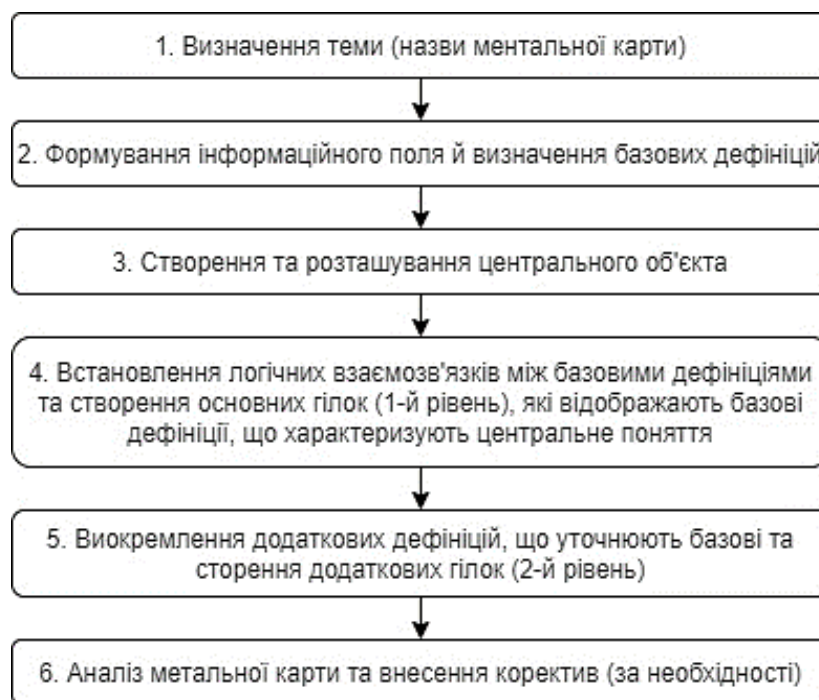 1. Визначення теми (назви ментальної карти)
2. Формування інформаційного поля й визначення базових дефініцій
3. Створення та розташування центрального об'єкта
4. Встановлення логічних взаємозв'язків між базовими дефініціями
та створення основних гілок (1-й рівень), які відображають базові
дефініції, що характеризують центральне поняття
5. Виокремлення додаткових дефініцій, що уточнюють базові та
сторення додаткових гілок (2-й рівень)
6. Аналіз метальної карти та внесення коректив (за необхідності)